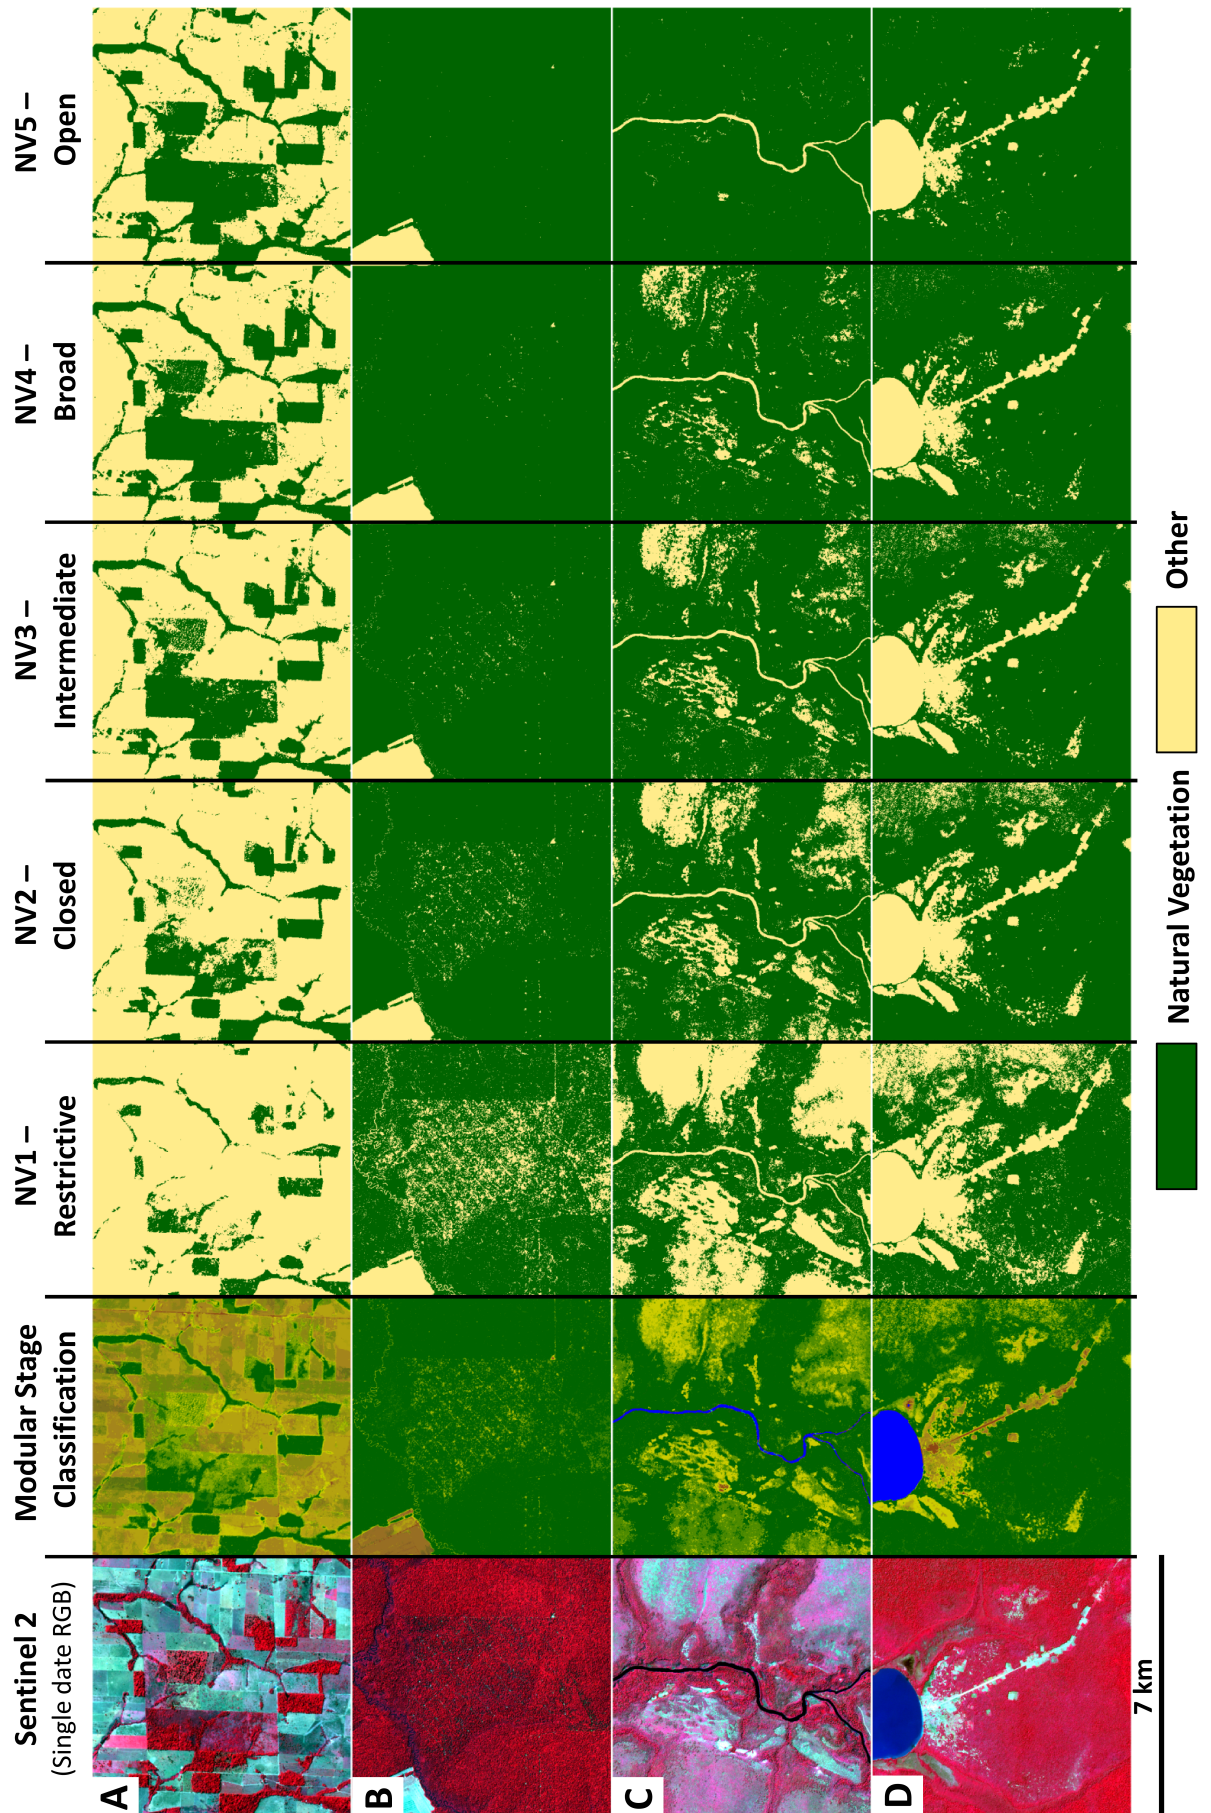 Sentinel 2
(Single date RGB)
Modular Stage
Classification
NV1 –
Restrictive
NV2 –
Closed
NV3 –
Intermediate
NV4 –
Broad
NV5 –
Open
A
B
C
D
7 km
Natural Vegetation
Other